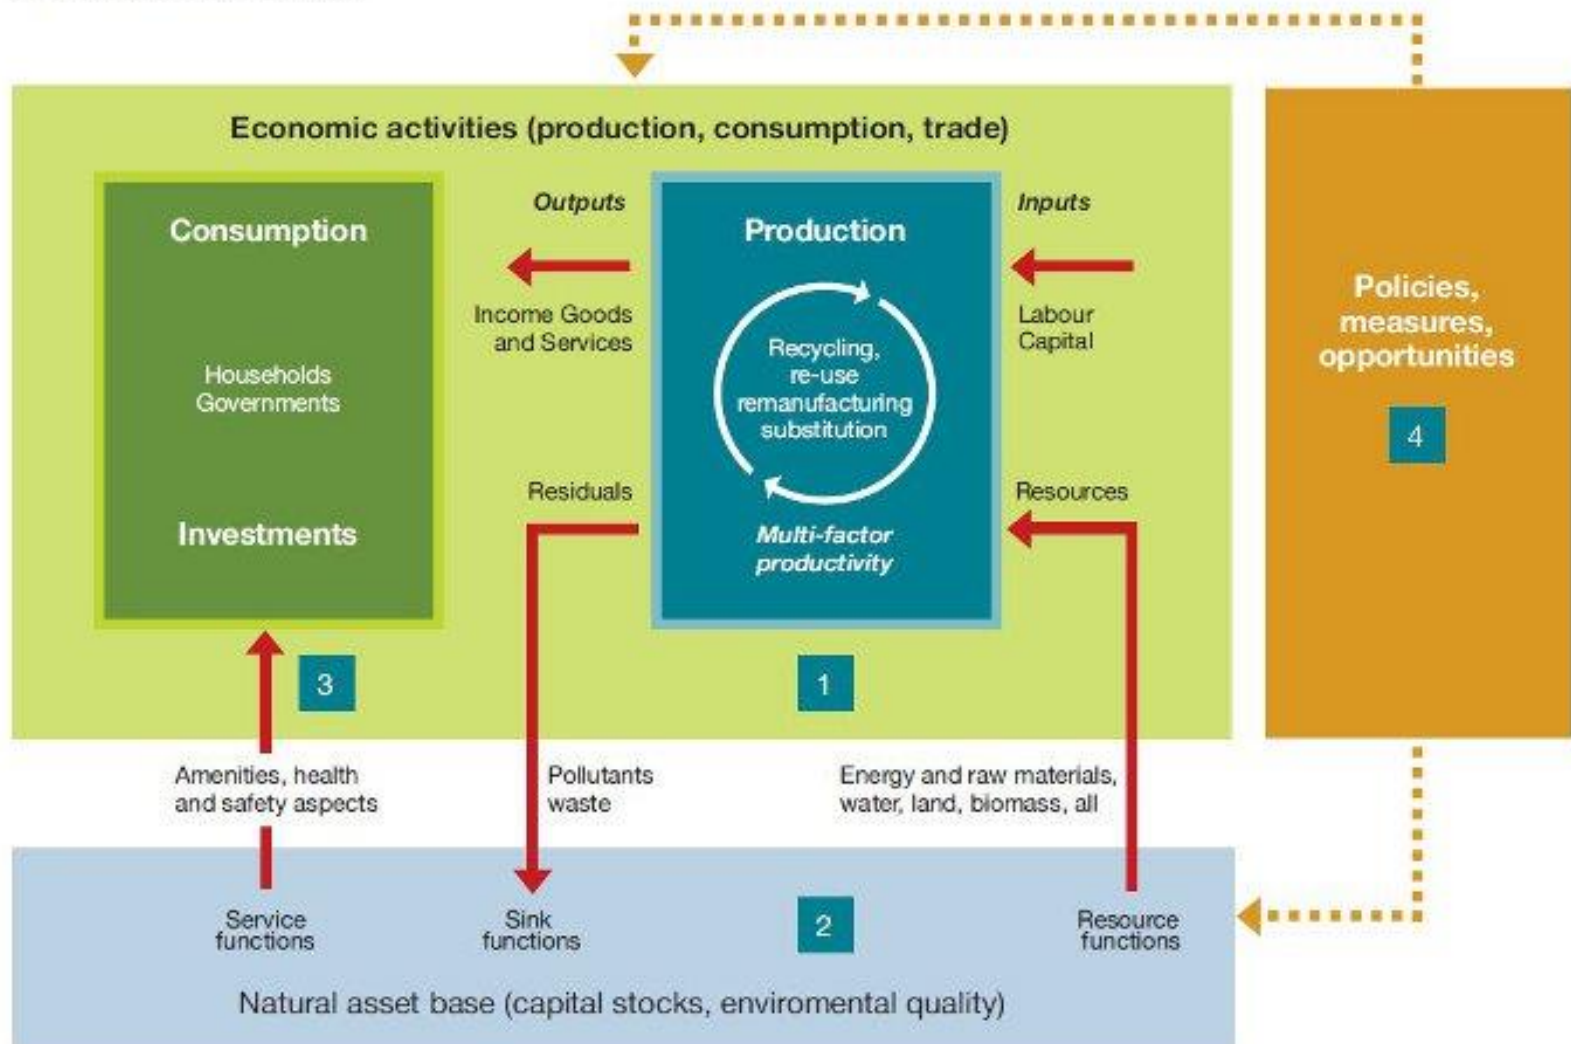 Economic activities (production, consumption, trade)
Consumption
Households
Governments
Investments
Outputs
Income Goods
and Services
Residuals
Production
Recycling,
re-use
remanufacturing
substitution
Multi-factor
productivity
Inputs
Labour
Capital
Resources
Policies,
measures,
opportunities
4
3
1
Amenities, health
and safety aspects
Pollutants
waste
Energy and raw materials,
water, land, biomass, all
Service
functions
Sink
functions
2
Resource
functions
Natural asset base (capital stocks, enviromental quality)